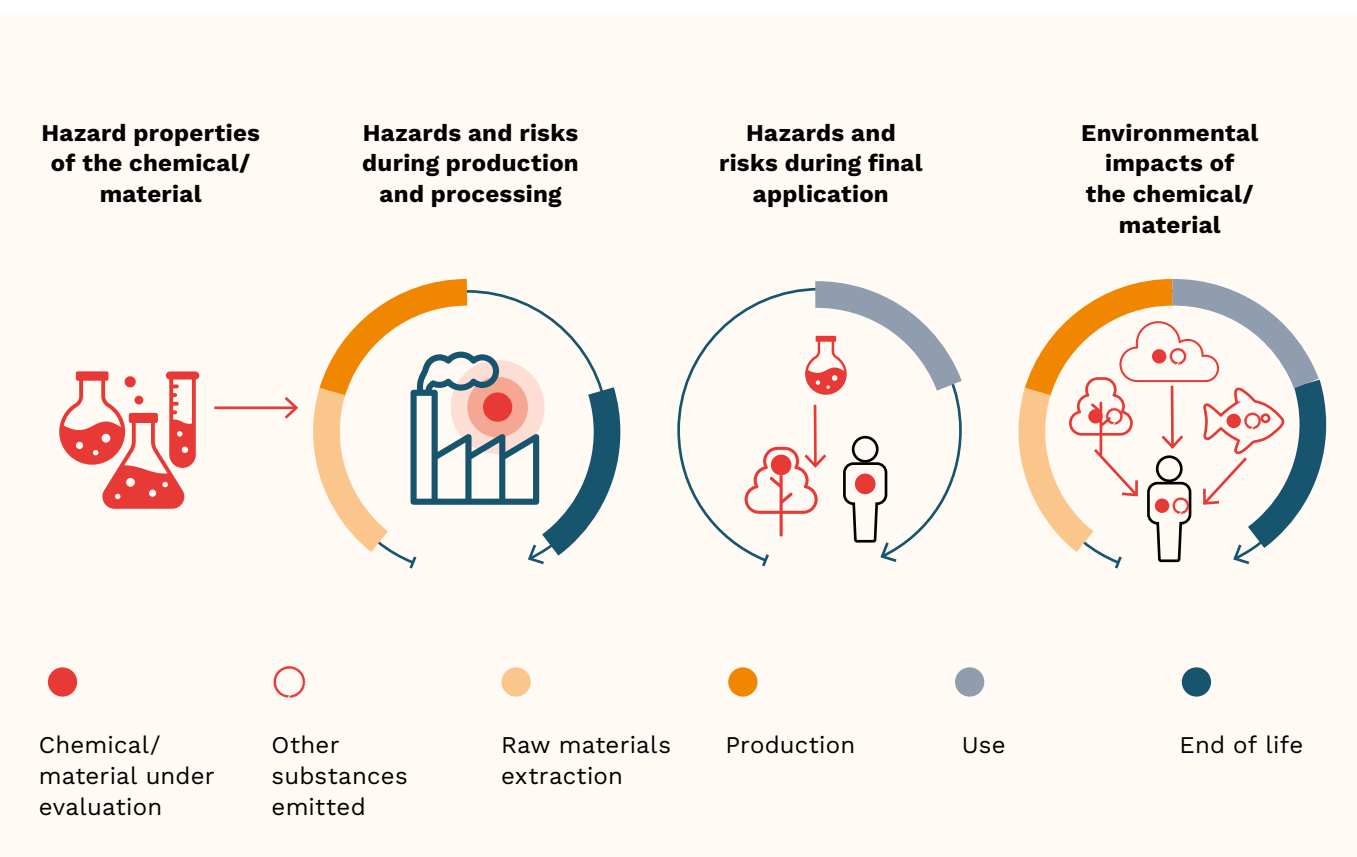 Hazard properties
of the chemical/
material
Hazards and risks
during production
and processing
Hazards and
risks during final
application
Environmental
impacts of
the chemical/
material
Chemical/
material under
evaluation
Other
substances
emitted
Raw materials
extraction
Production
Use
End of life